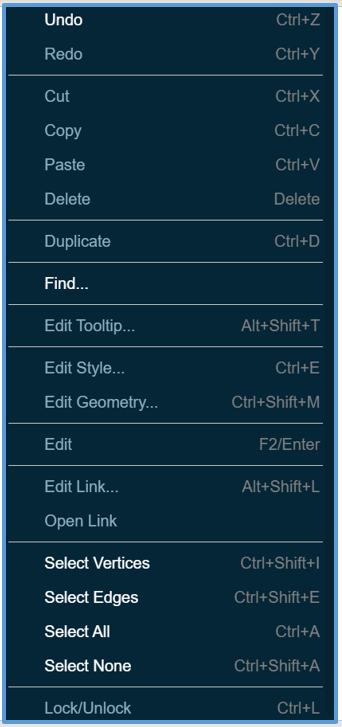 Undo Ctrl+Z
Redo Ctrl+Y
Cut Ctrl+X
Copy Ctrl+C
Paste Ctrl+V
Delete Delete
Duplicate Ctrl+D
Find...
Edit Tooltip... Alt+Shift+T
Edit Style... Ctrl+E
Edit Geometry... Ctrl+Shift+M
Edit F2/Enter
Edit Link... Alt+Shift+L
Open Link
Select Vertices Ctrl+Shift+I
Select Edges Ctrl+Shift+E
Select All Ctrl+A
Select None Ctrl+Shift+A
Lock/Unlock Ctrl+L